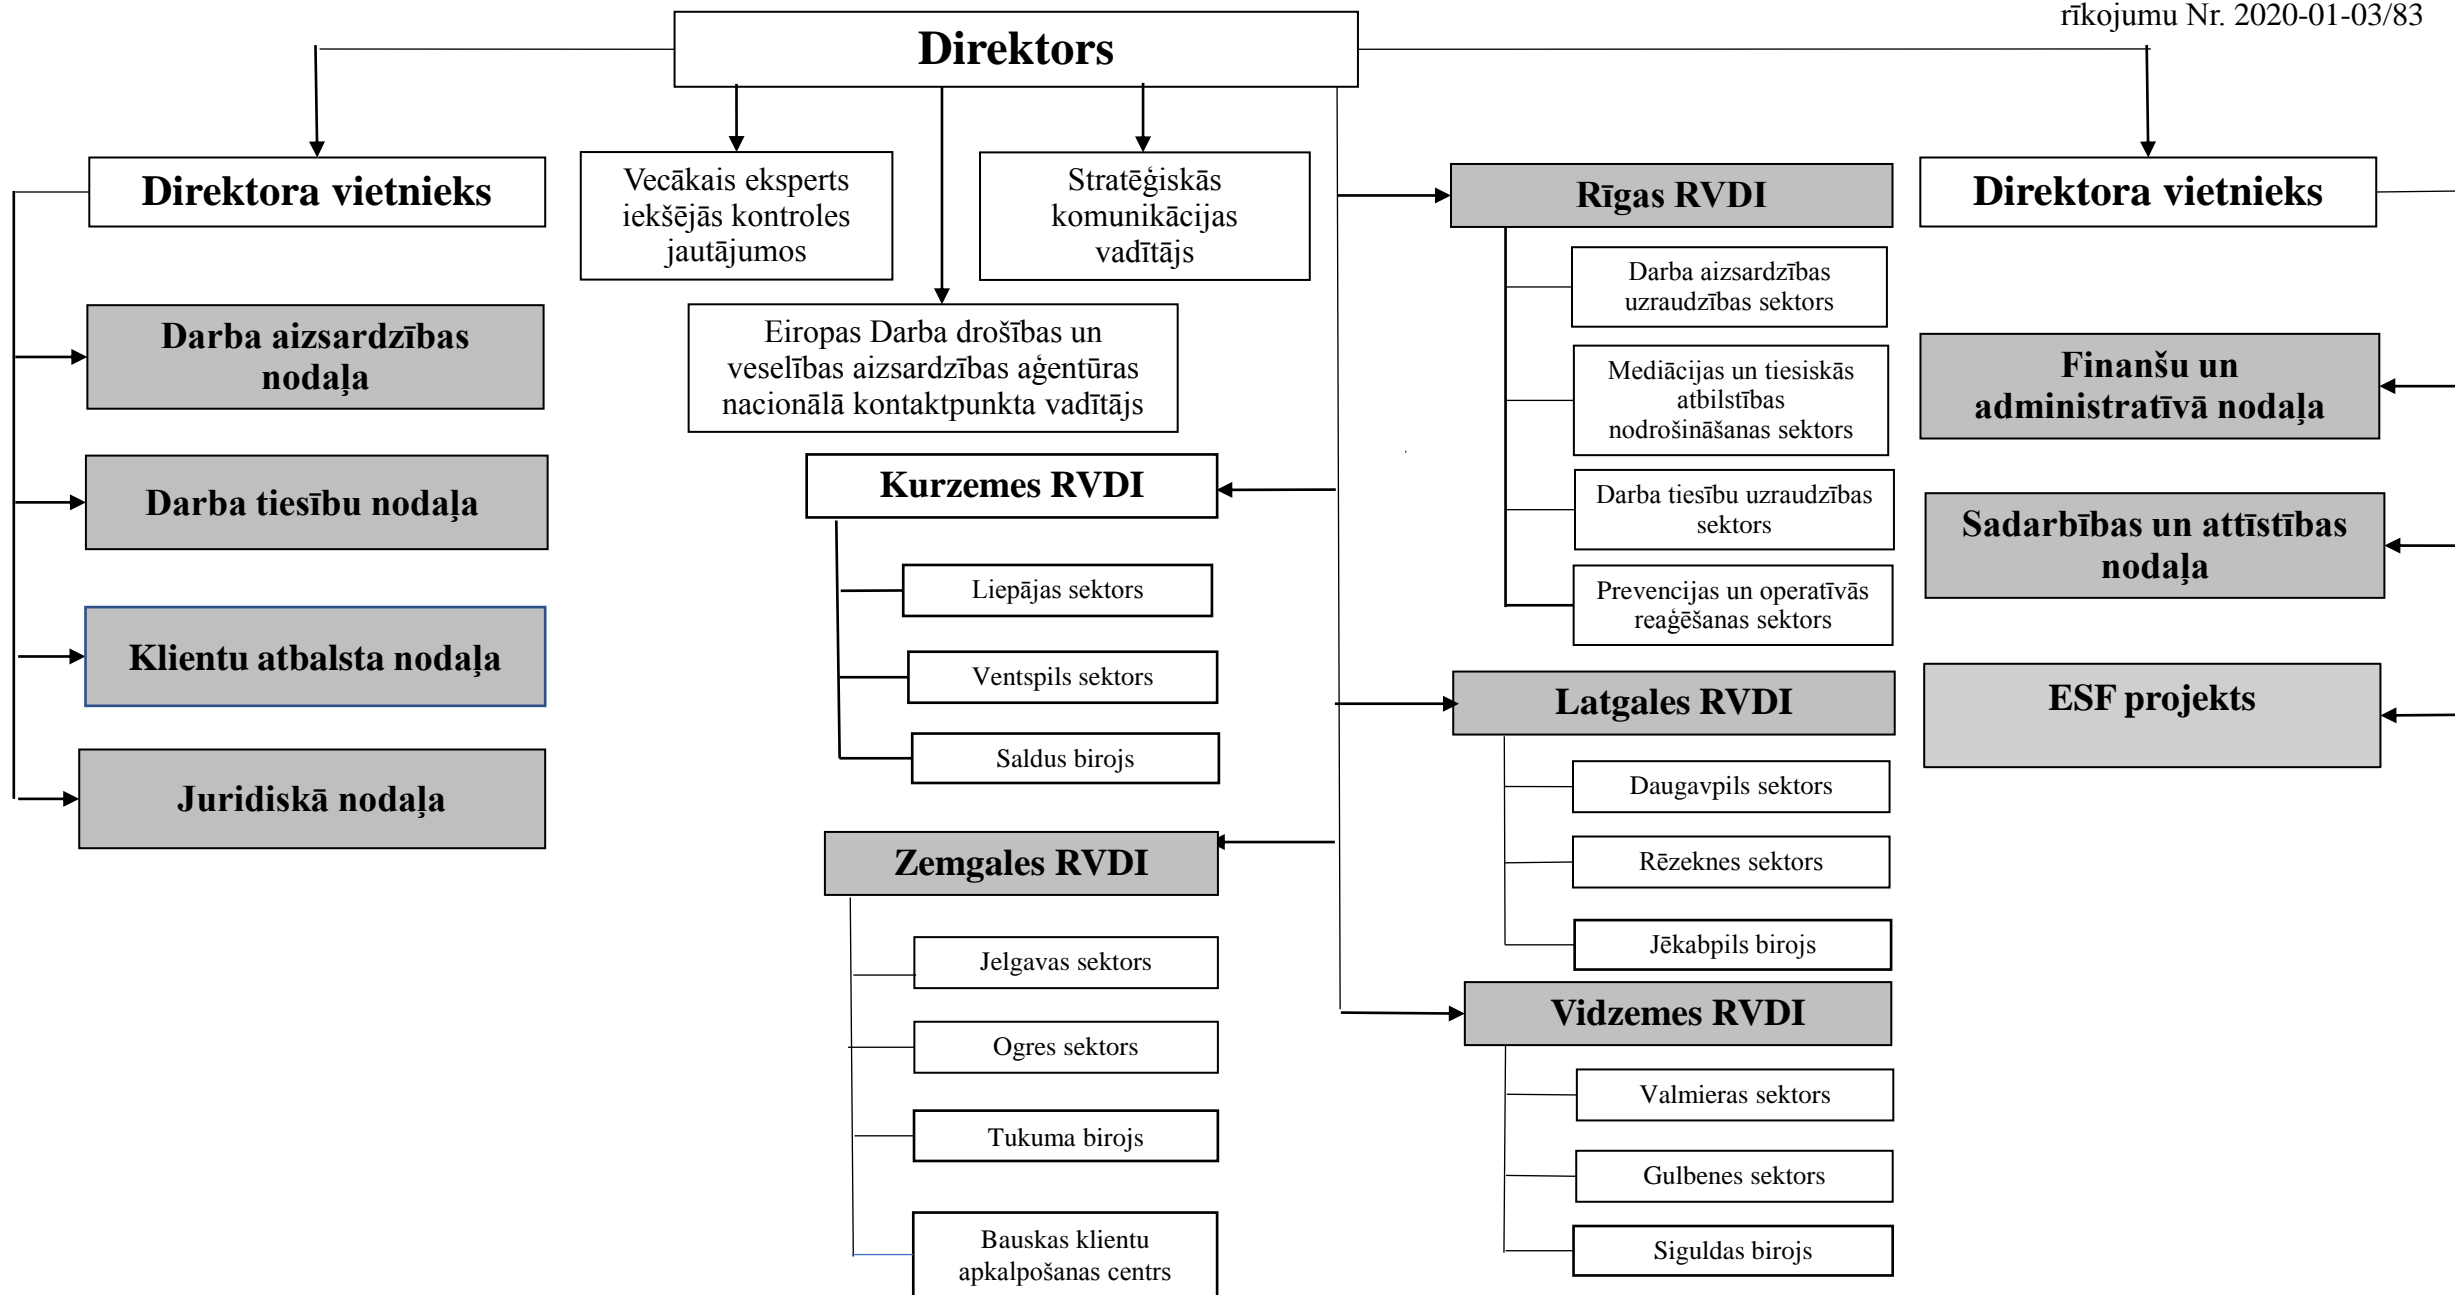 rīkojumu Nr. 2020-01-03/83
Direktors
Direktora vietnieks
Vecākais eksperts
iekšējās kontroles
jautājumos
Stratēģiskās
komunikācijas
vadītājs
Eiropas Darba drošības un
veselības aizsardzības aģentūras
nacionālā kontaktpunkta vadītājs
Direktora vietnieks
Darba aizsardzības
nodaļa
Darba tiesību nodaļa
Klientu atbalsta nodaļa
Juridiskā nodaļa
Kurzemes RVDI
Liepājas sektors
Ventspils sektors
Saldus birojs
Zemgales RVDI
Jelgavas sektors
Ogres sektors
Tukuma birojs
Bauskas klientu
apkalpošanas centrs
Rīgas RVDI
Darba aizsardzības
uzraudzības sektors
Mediācijas un tiesiskās
atbilstības
nodrošināšanas sektors
Darba tiesību uzraudzības
sektors
Prevencijas un operatīvās
reaģēšanas sektors
Latgales RVDI
Daugavpils sektors
Rēzeknes sektors
Jēkabpils birojs
Vidzemes RVDI
Valmieras sektors
Gulbenes sektors
Siguldas birojs
Finanšu un
administratīvā nodaļa
Sadarbības un attīstības
nodaļa
ESF projekts